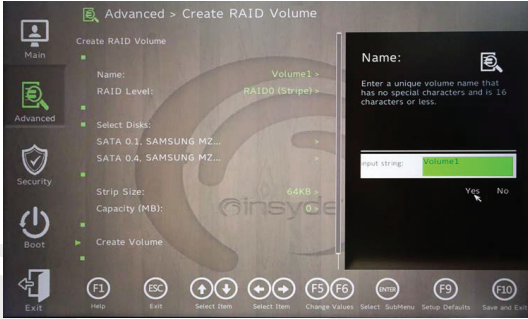 Advanced > Create RAID Volume
Main
Advanced
Security
Boot
Exit
Create RAID Volume
Name: Volume1 >
RAID Level: RAID0 (Stripe) >
Select Disks:
SATA 0.1, SAMSUNG MZ... >
SATA 0.4, SAMSUNG MZ... >
Strip Size: 64KB >
Capacity (MB): 0 >
Create Volume
insyde
Name:
Enter a unique volume name that
has no special characters and is 16
characters or less.
input string: Volume1
Yes No
F1 ESC F5 F6 ENTER F9 F10
Help Exit Select Item Select Item Change Values Select SubMenu Setup Defaults Save and Exit